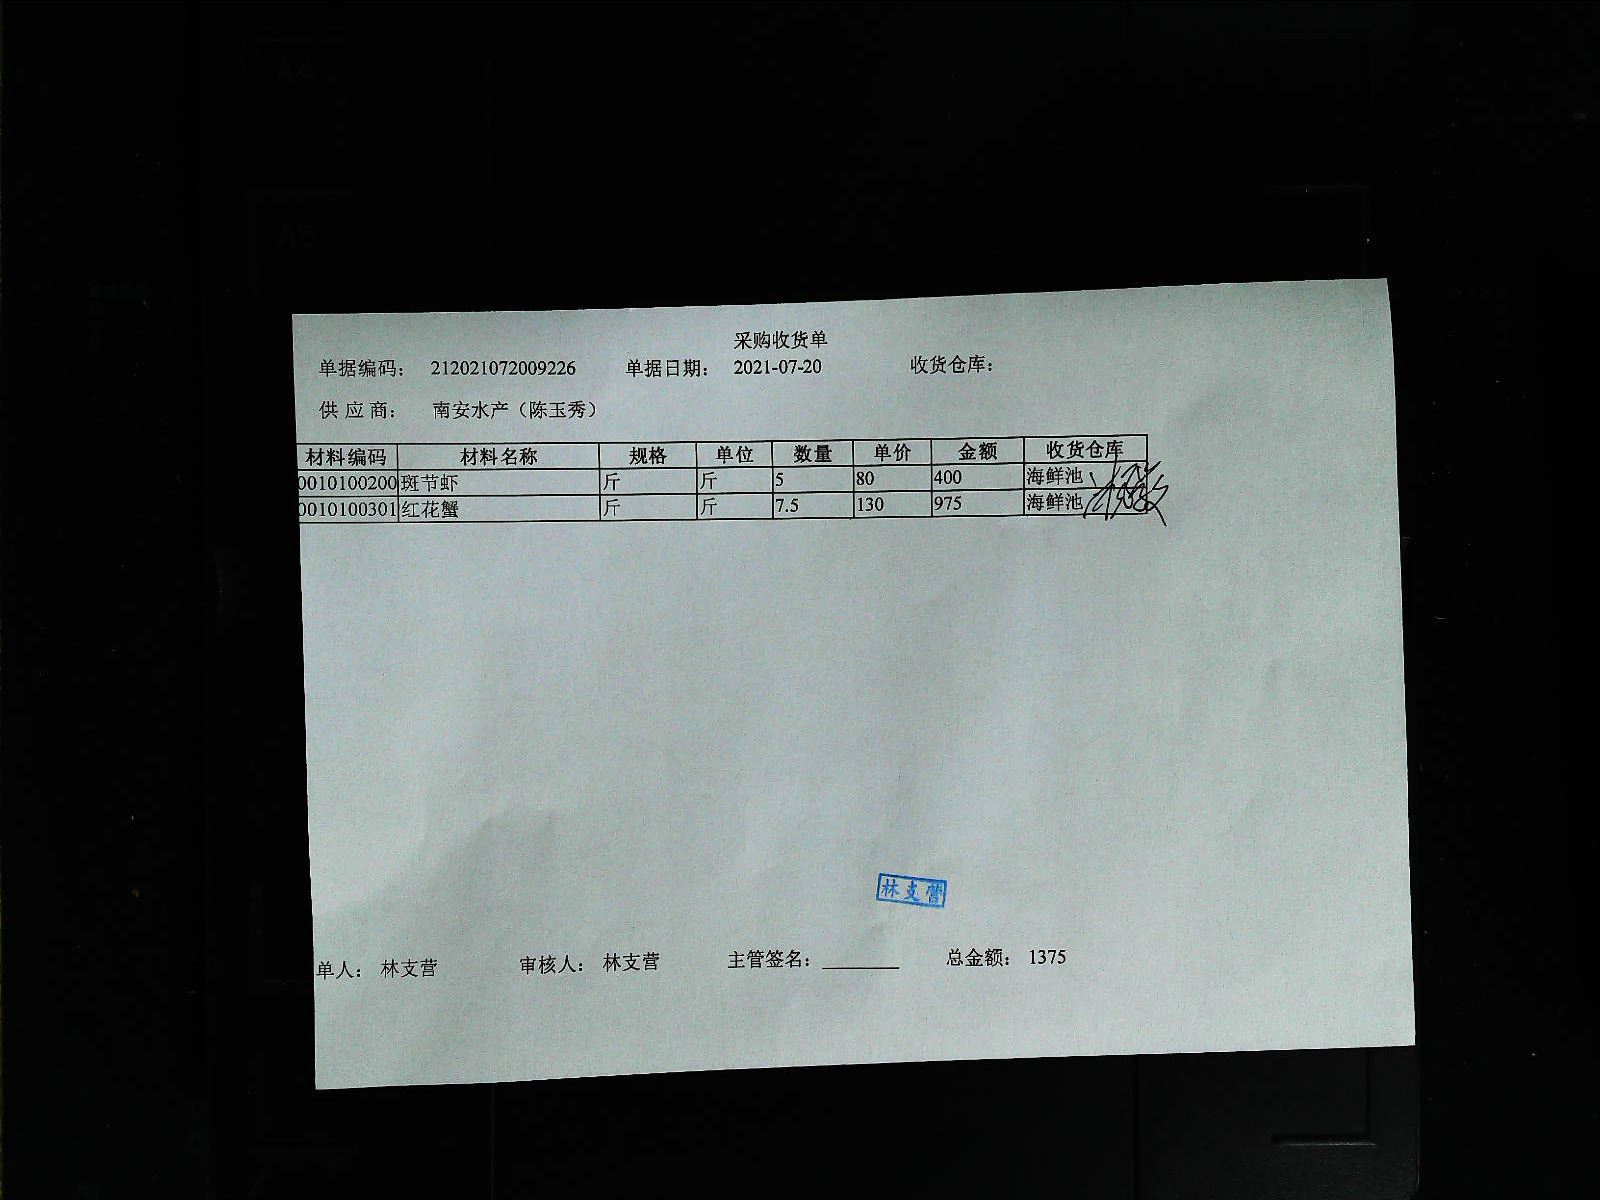 采购收货单
单据编码： 212021072009226 单据日期： 2021-07-20 收货仓库：
供 应 商： 南安水产（陈玉秀）
材料编码 材料名称 规格 单位 数量 单价 金额 收货仓库
0010100200 斑节虾 斤 斤 5 80 400 海鲜池
0010100301 红花蟹 斤 斤 7.5 130 975 海鲜池
林支营
单人： 林支营 审核人： 林支营 主管签名： 总金额： 1375